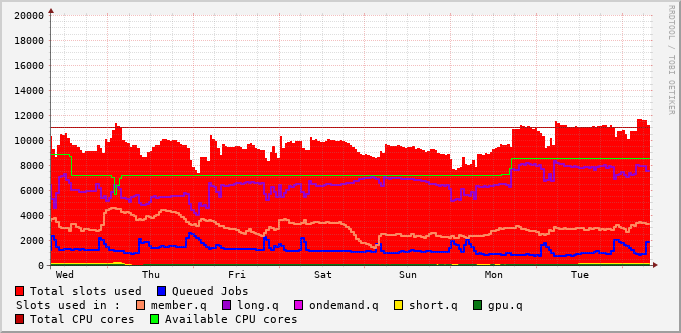 20000
18000
16000
14000
12000
10000
8000
6000
4000
2000
0
Wed Thu Fri Sat Sun Mon Tue
RRDTOOL / TOBI OETIKER
Total slots used Queued Jobs
Slots used in : member.q long.q ondemand.q short.q gpu.q
Total CPU cores Available CPU cores